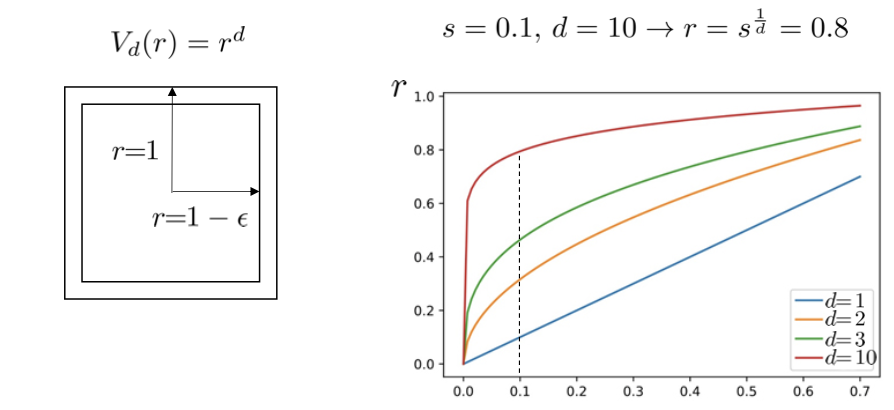 V_d(r) = r^d
s = 0.1, d = 10 → r = s^{\frac{1}{d}} = 0.8
r=1
r=1 − ϵ
r
1.0
0.8
0.6
0.4
0.2
0.0
0.0 0.1 0.2 0.3 0.4 0.5 0.6 0.7
d= 1
d= 2
d= 3
d= 10